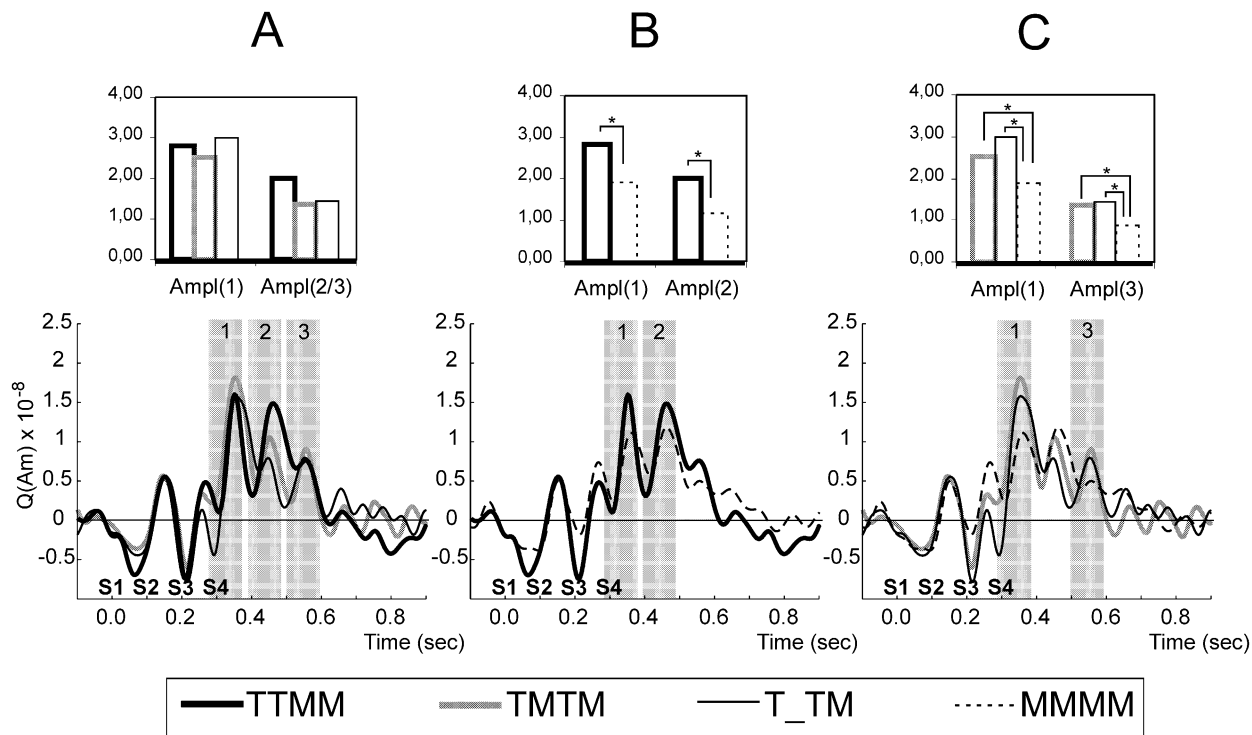 A B C
4,00
3,00
2,00
1,00
0,00
Ampl(1) Ampl(2/3)
4,00
3,00
2,00
1,00
0,00
* *
Ampl(1) Ampl(2)
4,00
3,00
2,00
1,00
0,00
* * * *
Ampl(1) Ampl(3)
Q(Am) x 10-8
2.5
2
1.5
1
0.5
0
-0.5
1 2 3
S1 S2 S3 S4
0.0 0.2 0.4 0.6 0.8
Time (sec)
2.5
2
1.5
1
0.5
0
-0.5
1 2
S1 S2 S3 S4
0.0 0.2 0.4 0.6 0.8
Time (sec)
2.5
2
1.5
1
0.5
0
-0.5
1 3
S1 S2 S3 S4
0.0 0.2 0.4 0.6 0.8
Time (sec)
TTMM TMTM T_TM MMMM